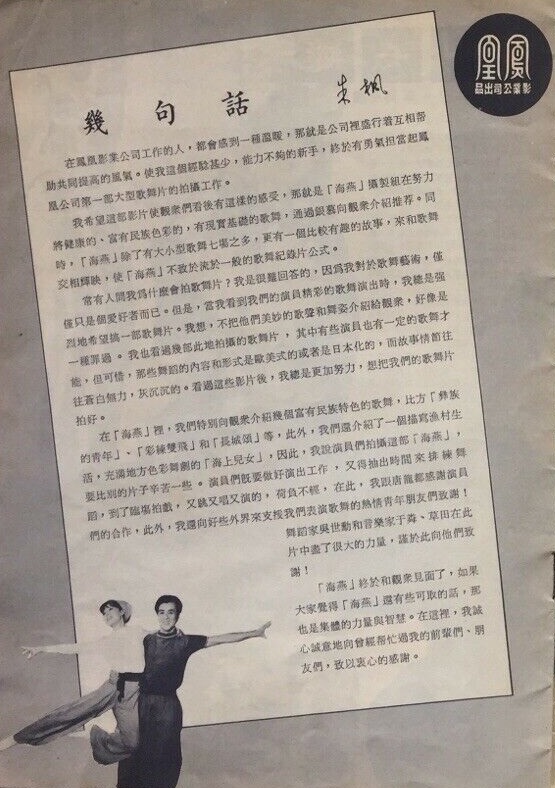 鳳凰
影業公司出品
幾句話 朱楓
在鳳凰影業公司工作的人，都會感到一種溫暖，那就是公司裡盛行着互相帮
助共同提高的風氣。使我這個經驗甚少，能力不夠的新手，終於有勇氣担當起鳳
凰公司第一部大型歌舞片的拍攝工作。
我希望這部影片使觀衆們看後有這樣的感受，那就是「海燕」攝製組在努力
將健康的、富有民族色彩的，有現實基礎的歌舞，通過銀幕向觀衆介紹推荐。同
時，「海燕」除了有大小型歌舞七塲之多，更有一個比較有趣的故事，來和歌舞
交相輝映，使「海燕」不致於流於一般的歌舞紀錄片公式。
常有人間我爲什麽會拍歌舞片？我是很難回答的，因爲我對於歌舞藝術，僅
僅只是個愛好者而已。但是，當我看到我們的演員精彩的歌舞演出時，我總是强
烈地希望搞一部歌舞片。我想，不把他們美妙的歌聲和舞姿介紹給觀衆，好像是
一種罪過。我也看過幾部此地拍攝的歌舞片，其中有些演員也有一定的歌舞才
能，但可惜，那些舞蹈的內容和形式是歐美式的或者是日本化的，而故事情節往
往蒼白無力，灰沉沉的。看過這些影片後，我總是更加努力，想把我們的歌舞片
拍好。
在「海燕」裡，我們特別向觀衆介紹幾個富有民族特色的歌舞，比方「彝族
的青年」、「彩練雙飛」和「長城頌」等，此外，我們還介紹了一個描寫漁村生
活，充滿地方色彩舞劇的「海上兒女」，因此，我說演員們拍攝這部「海燕」，
要比別的片子辛苦一些。演員們既要做好演出工作，又得抽出時間來排練舞
蹈，到了臨塲拍戲，又跳又唱又演的，荷負不輕，在此，我跟唐龍都感謝演員
們的合作，此外，我還向好些外界來支援我們表演歌舞的熱情青年朋友們致謝！
舞蹈家吳世勳和音樂家于粦、草田在此
片中盡了很大的力量，謹於此向他們致
謝！
「海燕」終於和觀衆見面了，如果
大家覺得「海燕」還有些可取的話，那
也是集體的力量與智慧。在這裡，我誠
心誠意地向曾經帮忙過我的前輩們、朋
友們，致以衷心的感謝。